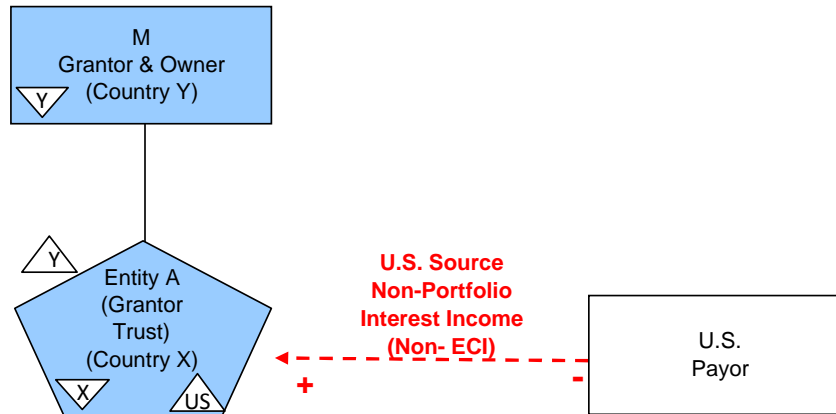 M
Grantor & Owner
(Country Y)
Y
Y
Entity A
(Grantor
Trust)
(Country X)
X
US
U.S. Source
Non-Portfolio
Interest Income
(Non- ECI)
+
-
U.S.
Payor